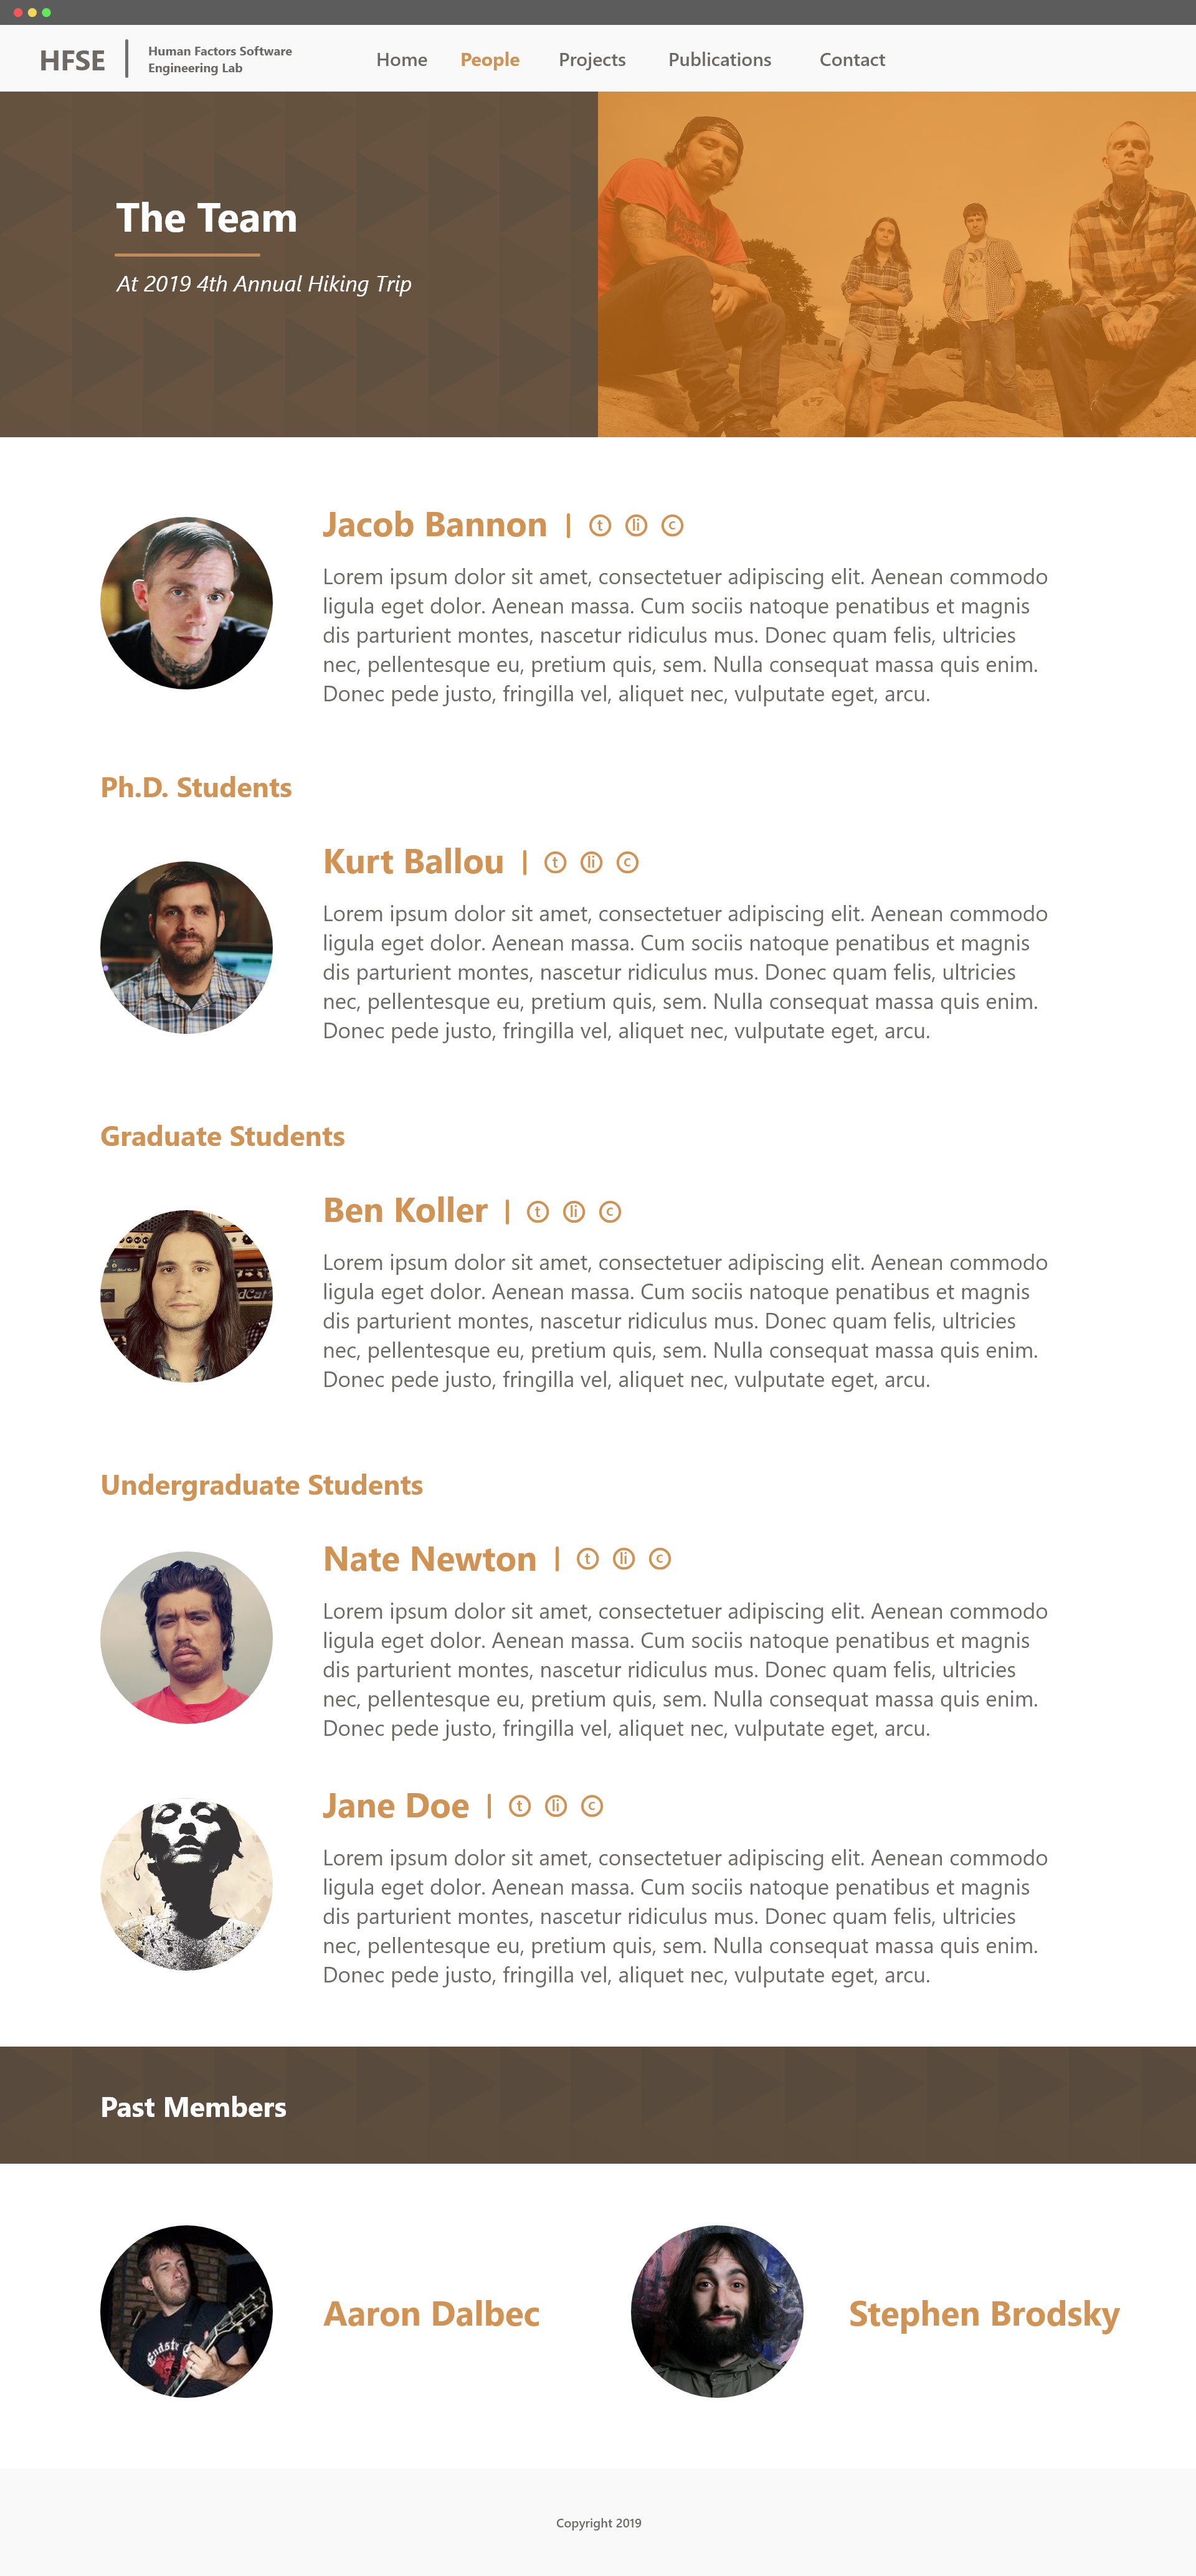 HFSE
Human Factors Software
Engineering Lab
Home People Projects Publications Contact
The Team
At 2019 4th Annual Hiking Trip
Jacob Bannon | t li c
Lorem ipsum dolor sit amet, consectetuer adipiscing elit. Aenean commodo
ligula eget dolor. Aenean massa. Cum sociis natoque penatibus et magnis
dis parturient montes, nascetur ridiculus mus. Donec quam felis, ultricies
nec, pellentesque eu, pretium quis, sem. Nulla consequat massa quis enim.
Donec pede justo, fringilla vel, aliquet nec, vulputate eget, arcu.
Ph.D. Students
Kurt Ballou | t li c
Lorem ipsum dolor sit amet, consectetuer adipiscing elit. Aenean commodo
ligula eget dolor. Aenean massa. Cum sociis natoque penatibus et magnis
dis parturient montes, nascetur ridiculus mus. Donec quam felis, ultricies
nec, pellentesque eu, pretium quis, sem. Nulla consequat massa quis enim.
Donec pede justo, fringilla vel, aliquet nec, vulputate eget, arcu.
Graduate Students
Ben Koller | t li c
Lorem ipsum dolor sit amet, consectetuer adipiscing elit. Aenean commodo
ligula eget dolor. Aenean massa. Cum sociis natoque penatibus et magnis
dis parturient montes, nascetur ridiculus mus. Donec quam felis, ultricies
nec, pellentesque eu, pretium quis, sem. Nulla consequat massa quis enim.
Donec pede justo, fringilla vel, aliquet nec, vulputate eget, arcu.
Undergraduate Students
Nate Newton | t li c
Lorem ipsum dolor sit amet, consectetuer adipiscing elit. Aenean commodo
ligula eget dolor. Aenean massa. Cum sociis natoque penatibus et magnis
dis parturient montes, nascetur ridiculus mus. Donec quam felis, ultricies
nec, pellentesque eu, pretium quis, sem. Nulla consequat massa quis enim.
Donec pede justo, fringilla vel, aliquet nec, vulputate eget, arcu.
Jane Doe | t li c
Lorem ipsum dolor sit amet, consectetuer adipiscing elit. Aenean commodo
ligula eget dolor. Aenean massa. Cum sociis natoque penatibus et magnis
dis parturient montes, nascetur ridiculus mus. Donec quam felis, ultricies
nec, pellentesque eu, pretium quis, sem. Nulla consequat massa quis enim.
Donec pede justo, fringilla vel, aliquet nec, vulputate eget, arcu.
Past Members
Aaron Dalbec
Stephen Brodsky
Copyright 2019